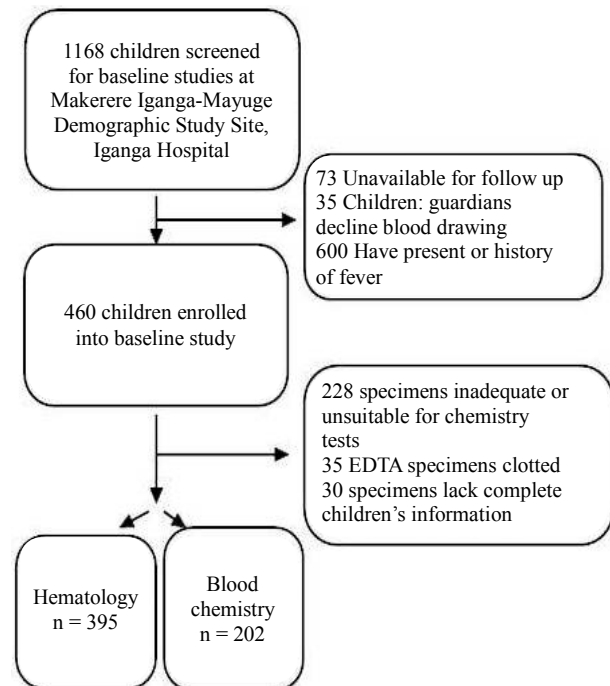 1168 children screened
for baseline studies at
Makerere Iganga-Mayuge
Demographic Study Site,
Iganga Hospital
73 Unavailable for follow up
35 Children: guardians
decline blood drawing
600 Have present or history
of fever
460 children enrolled
into baseline study
228 specimens inadequate or
unsuitable for chemistry
tests
35 EDTA specimens clotted
30 specimens lack complete
children’s information
Hematology
n = 395
Blood
chemistry
n = 202